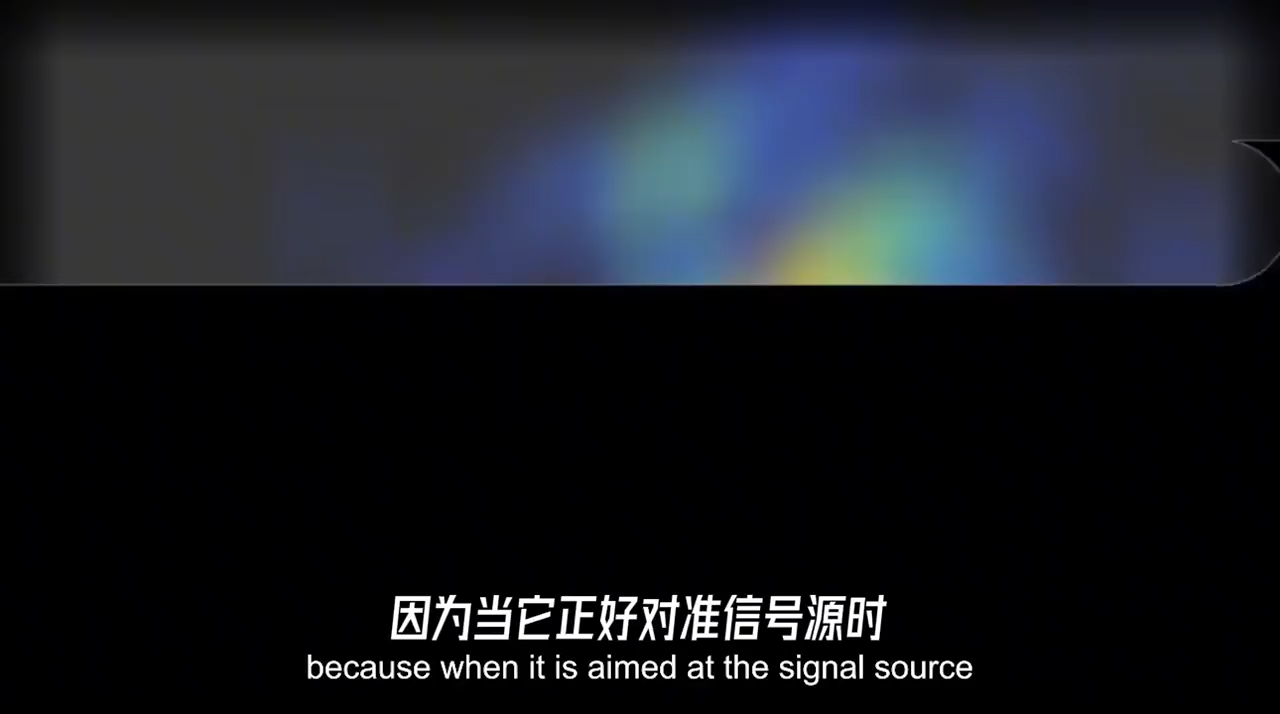 因为当它正好对准信号源时
because when it is aimed at the signal source